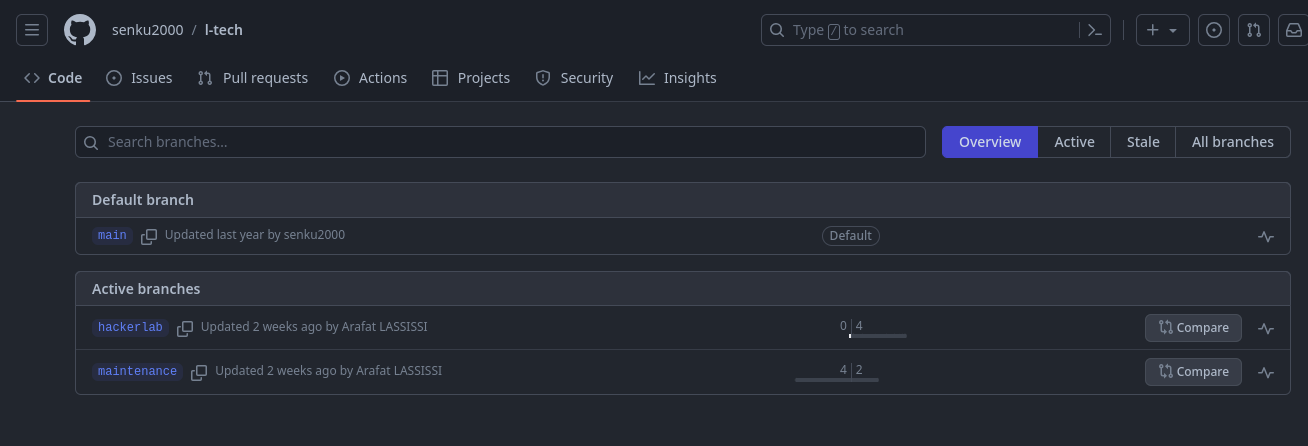 senku2000 / l-tech
Type / to search
Code Issues Pull requests Actions Projects Security Insights
Search branches...
Overview Active Stale All branches
Default branch
main Updated last year by senku2000 Default
Active branches
hackerlab Updated 2 weeks ago by Arafat LASSISSI 0 4 Compare
maintenance Updated 2 weeks ago by Arafat LASSISSI 4 2 Compare